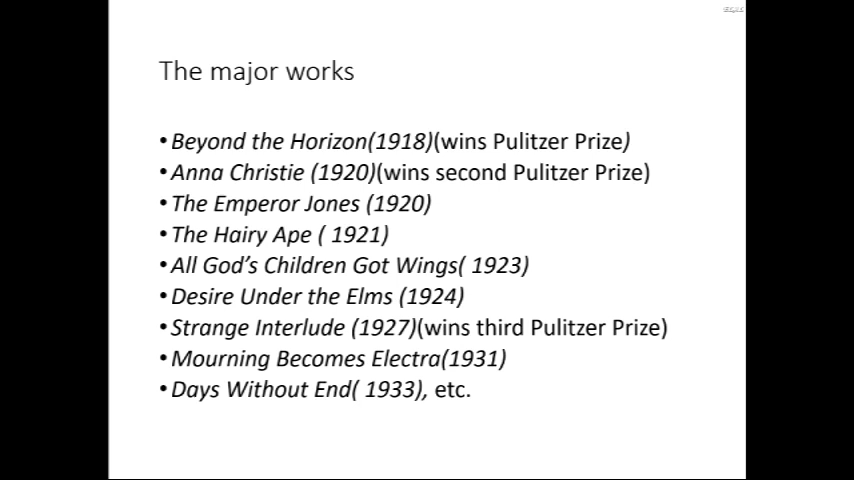 The major works
• Beyond the Horizon(1918)(wins Pulitzer Prize)
• Anna Christie (1920)(wins second Pulitzer Prize)
• The Emperor Jones (1920)
• The Hairy Ape ( 1921)
• All God's Children Got Wings( 1923)
• Desire Under the Elms (1924)
• Strange Interlude (1927)(wins third Pulitzer Prize)
• Mourning Becomes Electra(1931)
• Days Without End( 1933), etc.